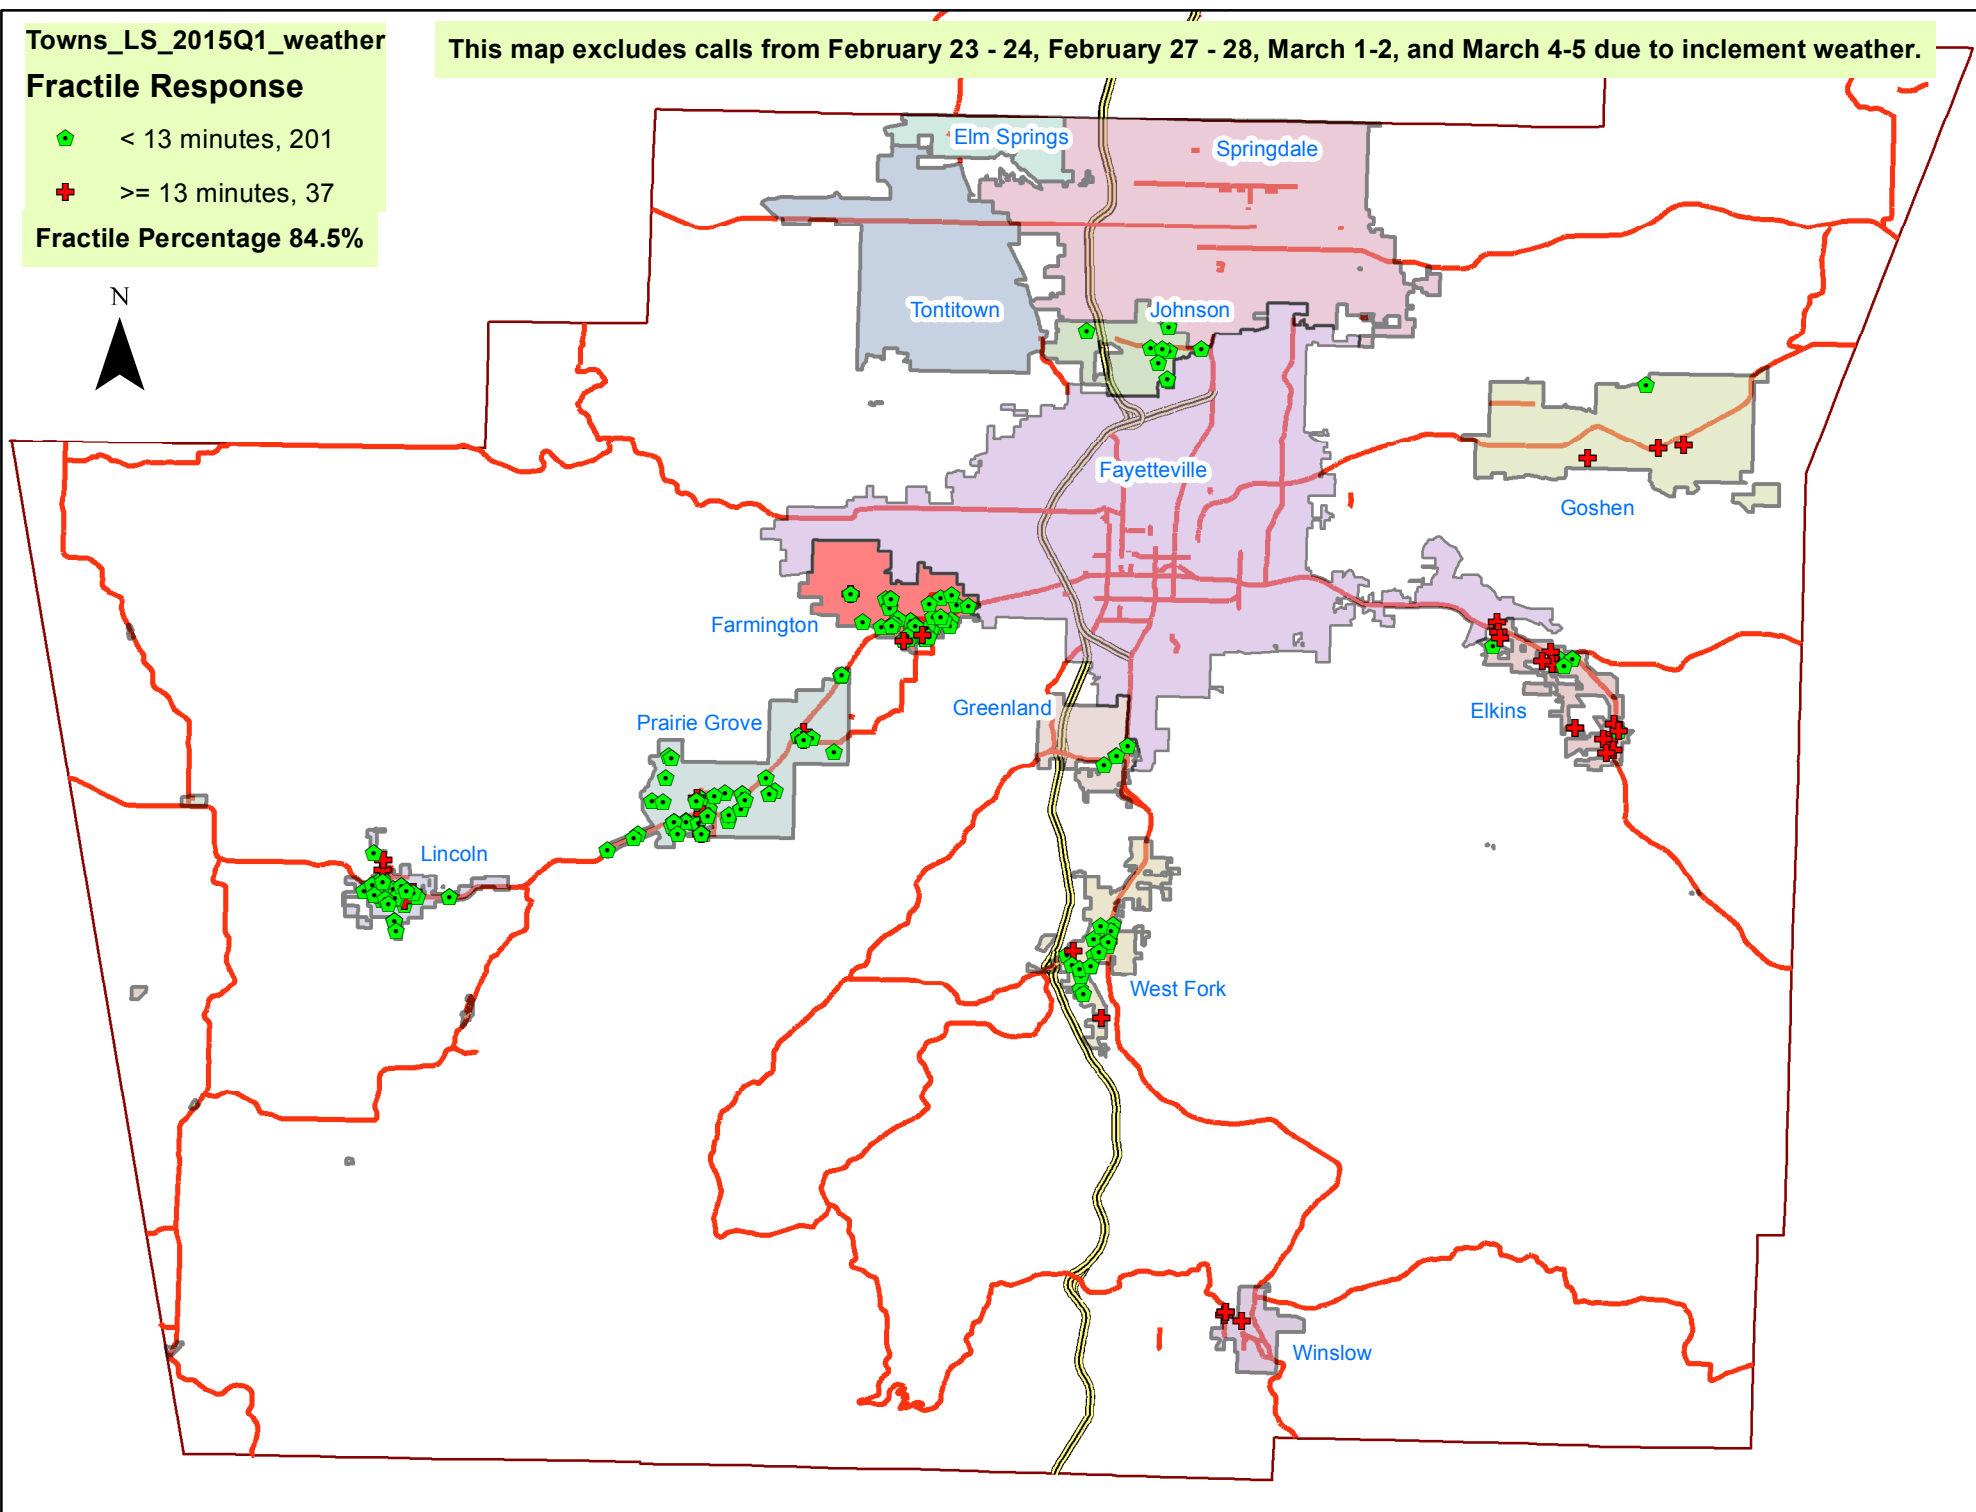 Towns_LS_2015Q1_weather
Fractile Response
< 13 minutes, 201
>= 13 minutes, 37
Fractile Percentage 84.5%
This map excludes calls from February 23 - 24, February 27 - 28, March 1-2, and March 4-5 due to inclement weather.
N
Elm Springs
Springdale
Tontitown
Johnson
Fayetteville
Goshen
Farmington
Prairie Grove
Greenland
Elkins
Lincoln
West Fork
Winslow